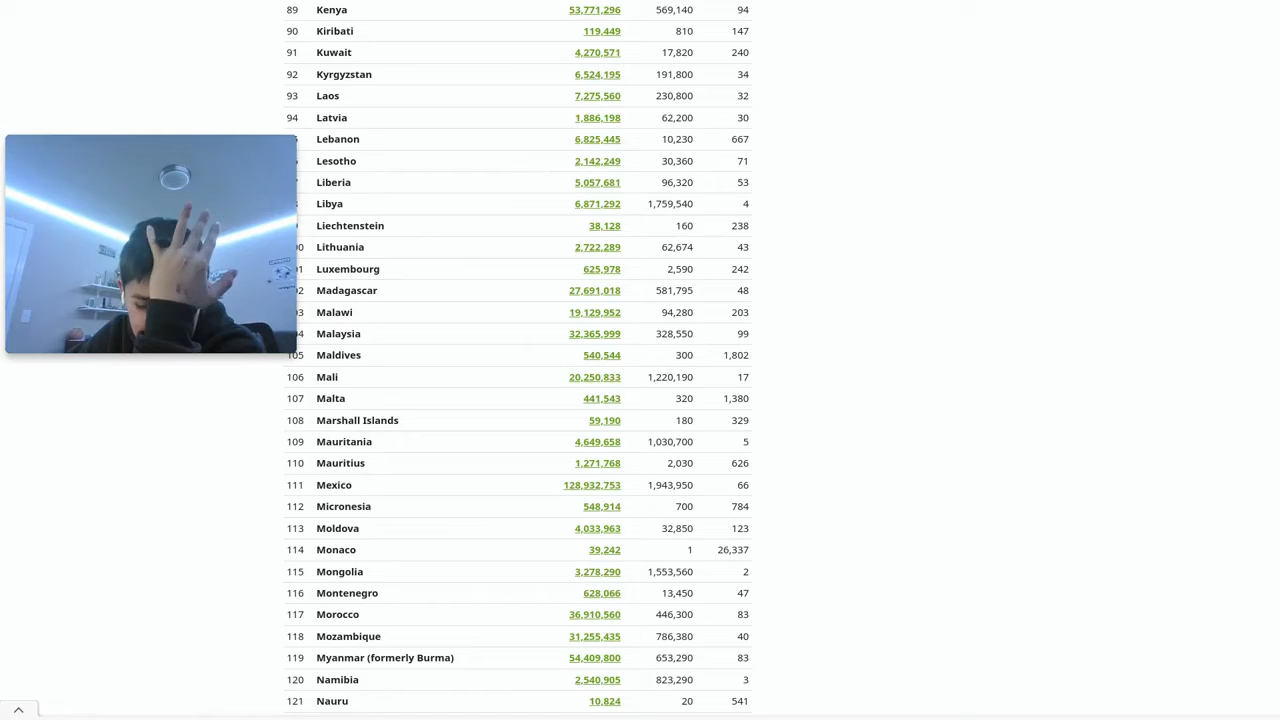 89 Kenya 53,771,296 569,140 94
90 Kiribati 119,449 810 147
91 Kuwait 4,270,571 17,820 240
92 Kyrgyzstan 6,524,195 191,800 34
93 Laos 7,275,560 230,800 32
94 Latvia 1,886,198 62,200 30
Lebanon 6,825,445 10,230 667
Lesotho 2,142,249 30,360 71
Liberia 5,057,681 96,320 53
Libya 6,871,292 1,759,540 4
Liechtenstein 38,128 160 238
Lithuania 2,722,289 62,674 43
Luxembourg 625,978 2,590 242
Madagascar 27,691,018 581,795 48
Malawi 19,129,952 94,280 203
Malaysia 32,365,999 328,550 99
105 Maldives 540,544 300 1,802
106 Mali 20,250,833 1,220,190 17
107 Malta 441,543 320 1,380
108 Marshall Islands 59,190 180 329
109 Mauritania 4,649,658 1,030,700 5
110 Mauritius 1,271,768 2,030 626
111 Mexico 128,932,753 1,943,950 66
112 Micronesia 548,914 700 784
113 Moldova 4,033,963 32,850 123
114 Monaco 39,242 1 26,337
115 Mongolia 3,278,290 1,553,560 2
116 Montenegro 628,066 13,450 47
117 Morocco 36,910,560 446,300 83
118 Mozambique 31,255,435 786,380 40
119 Myanmar (formerly Burma) 54,409,800 653,290 83
120 Namibia 2,540,905 823,290 3
121 Nauru 10,824 20 541